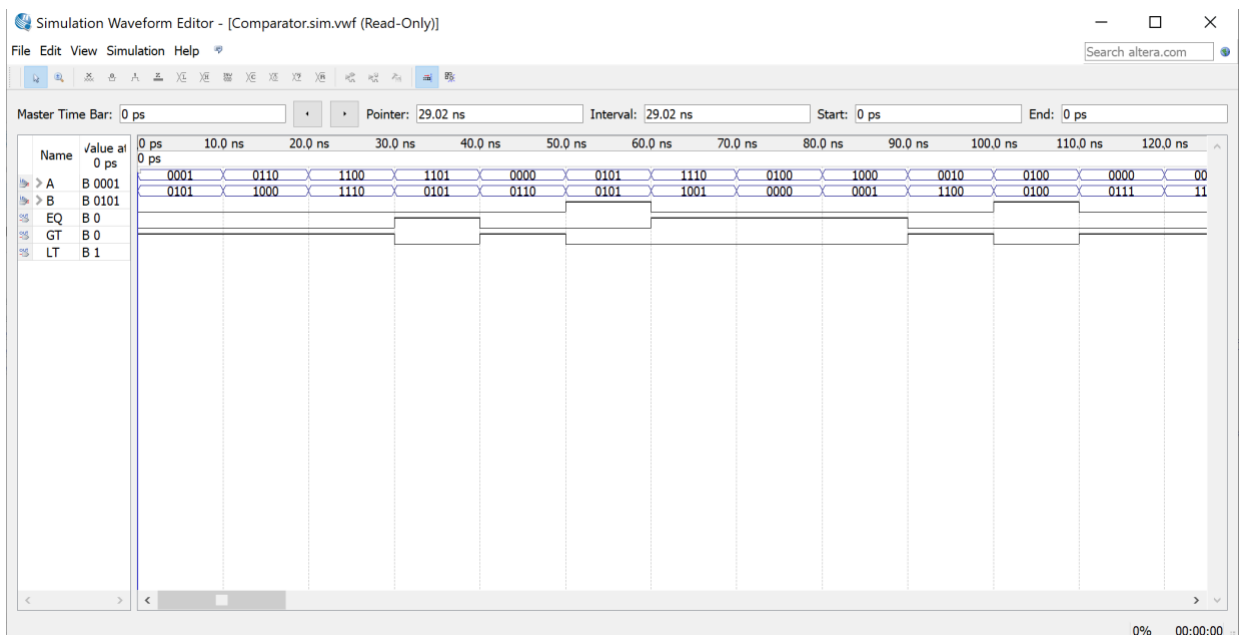 Simulation Waveform Editor - [Comparator.sim.vwf (Read-Only)]
File Edit View Simulation Help
Search altera.com
Master Time Bar: 0 ps Pointer: 29.02 ns Interval: 29.02 ns Start: 0 ps End: 0 ps
Name Value at 0 ps
0 ps 10.0 ns 20.0 ns 30.0 ns 40.0 ns 50.0 ns 60.0 ns 70.0 ns 80.0 ns 90.0 ns 100.0 ns 110.0 ns 120.0 ns
0 ps
A B 0001 0001 0110 1100 1101 0000 0101 1110 0100 1000 0010 0100 0000 00
B B 0101 0101 1000 1110 0101 0110 0101 1001 0000 0001 1100 0100 0111 11
EQ B 0
GT B 0
LT B 1
0% 00:00:00